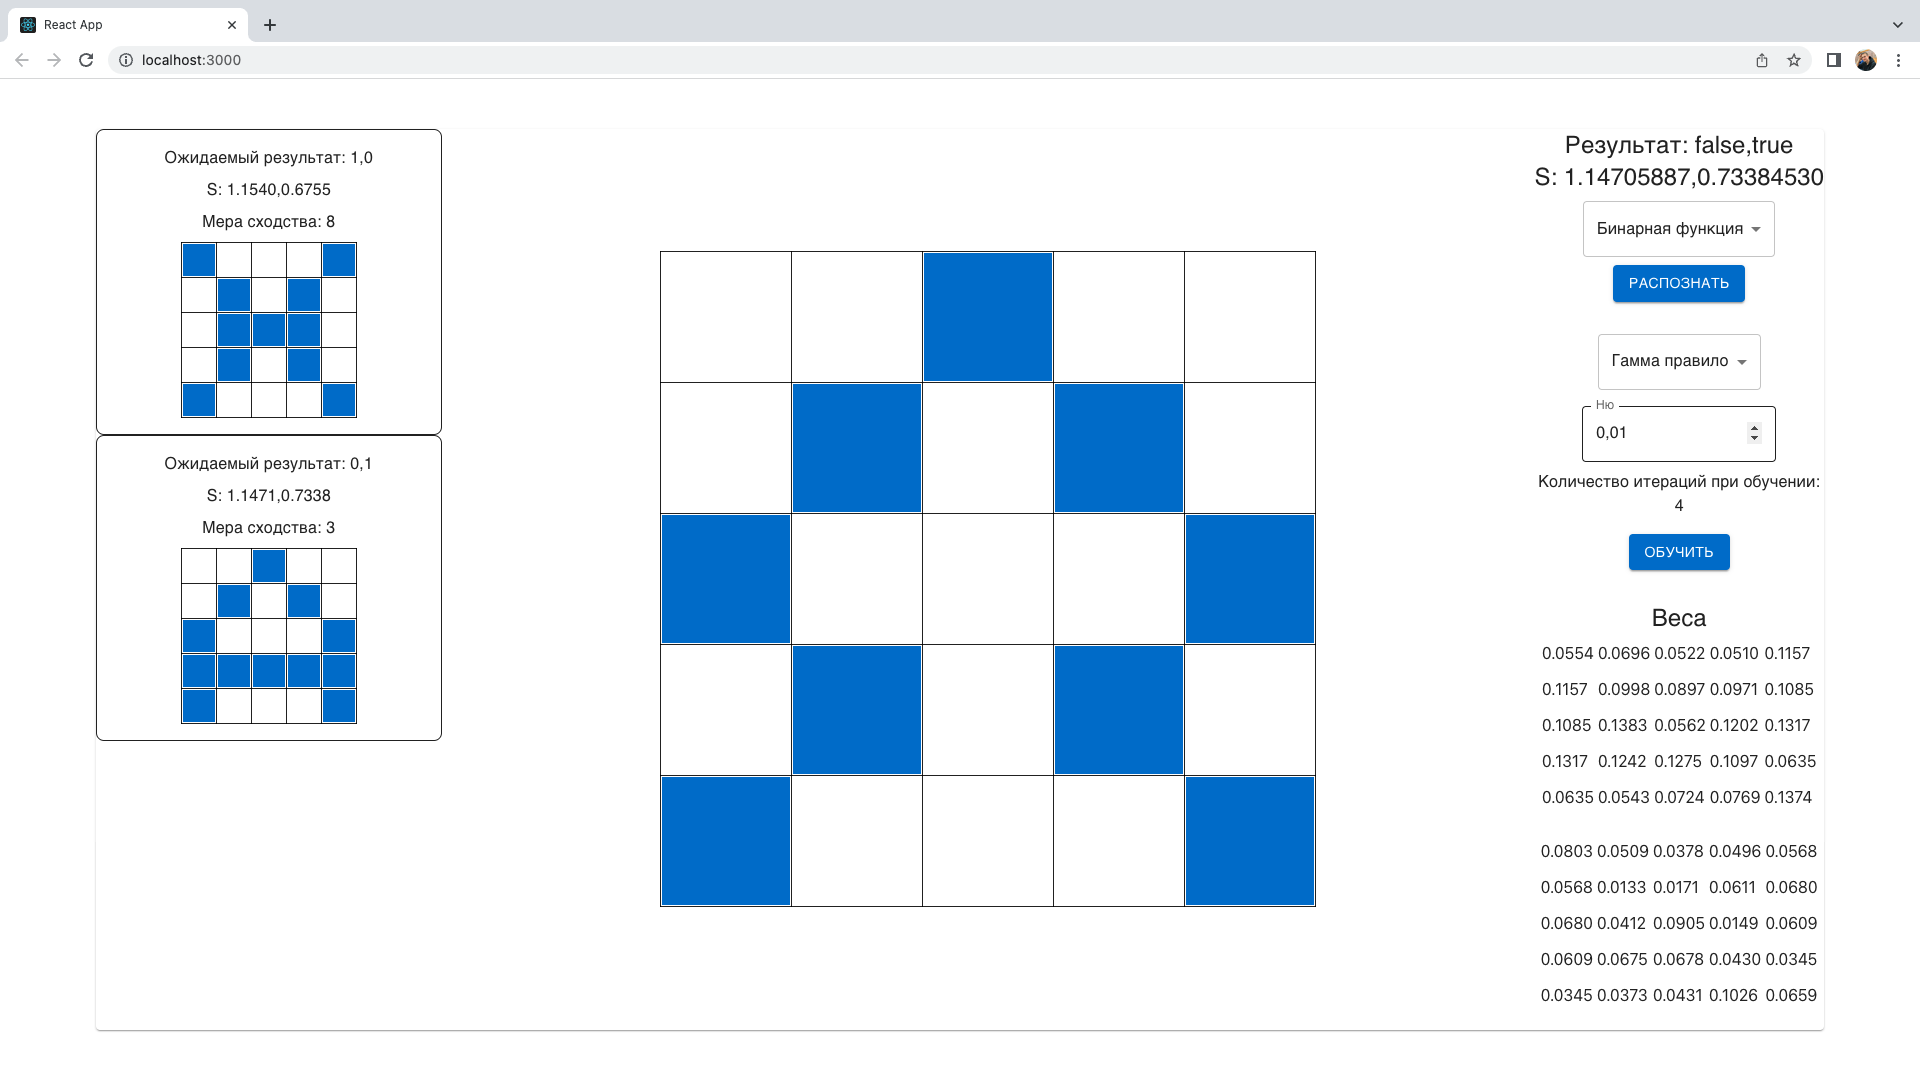 React App
localhost:3000
Ожидаемый результат: 1,0
S: 1.1540,0.6755
Мера сходства: 8
Ожидаемый результат: 0,1
S: 1.1471,0.7338
Мера сходства: 3
Результат: false,true
S: 1.14705887,0.73384530
Бинарная функция
РАСПОЗНАТЬ
Гамма правило
Ню
0,01
Количество итераций при обучении:
4
ОБУЧИТЬ
Веса
0.0554 0.0696 0.0522 0.0510 0.1157
0.1157 0.0998 0.0897 0.0971 0.1085
0.1085 0.1383 0.0562 0.1202 0.1317
0.1317 0.1242 0.1275 0.1097 0.0635
0.0635 0.0543 0.0724 0.0769 0.1374
0.0803 0.0509 0.0378 0.0496 0.0568
0.0568 0.0133 0.0171 0.0611 0.0680
0.0680 0.0412 0.0905 0.0149 0.0609
0.0609 0.0675 0.0678 0.0430 0.0345
0.0345 0.0373 0.0431 0.1026 0.0659